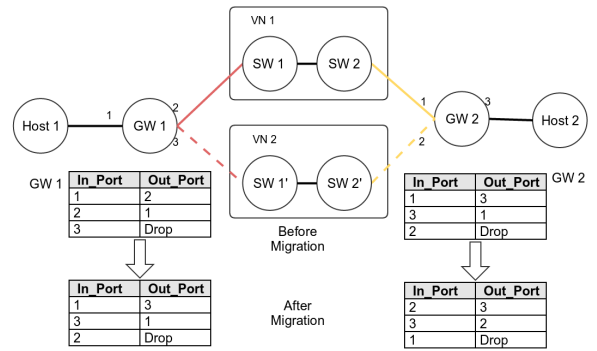 VN 1
SW 1
SW 2
Host 1
1
GW 1
2
3
1
2
GW 2
3
Host 2
VN 2
SW 1'
SW 2'
GW 1
In_Port Out_Port
1 2
2 1
3 Drop
Before
Migration
GW 2
In_Port Out_Port
1 3
3 1
2 Drop
In_Port Out_Port
1 3
3 1
2 Drop
After
Migration
In_Port Out_Port
2 3
3 2
1 Drop